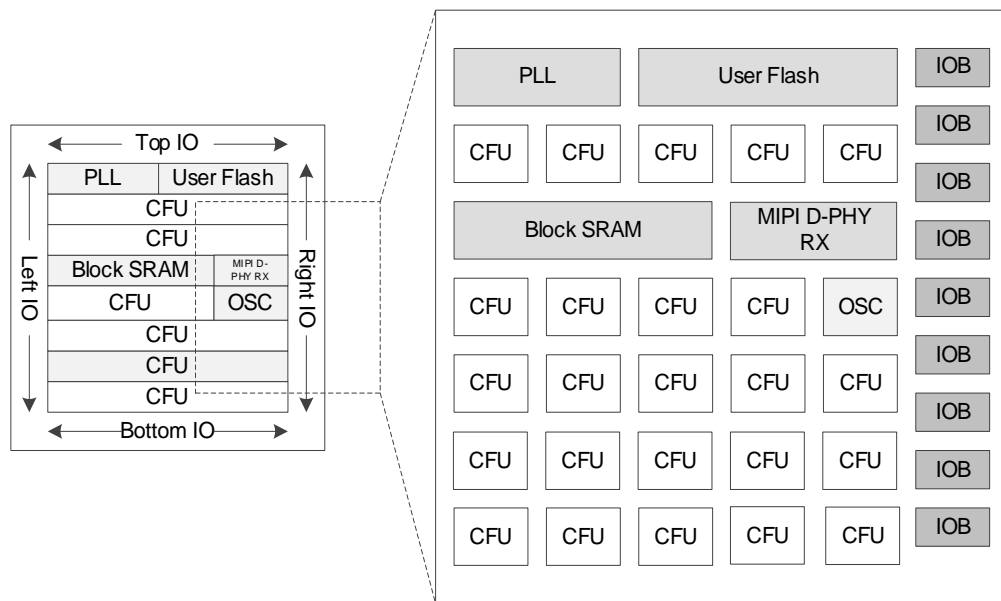 Top IO
PLL User Flash
CFU
CFU
Block SRAM MIPI D-
PHY RX
CFU OSC
CFU
CFU
CFU
Left IO
Right IO
Bottom IO
PLL User Flash IOB
IOB
CFU CFU CFU CFU CFU
IOB
Block SRAM MIPI D-PHY
RX
IOB
IOB
CFU CFU CFU CFU OSC
IOB
CFU CFU CFU CFU CFU
IOB
CFU CFU CFU CFU CFU
IOB
CFU CFU CFU CFU CFU
IOB